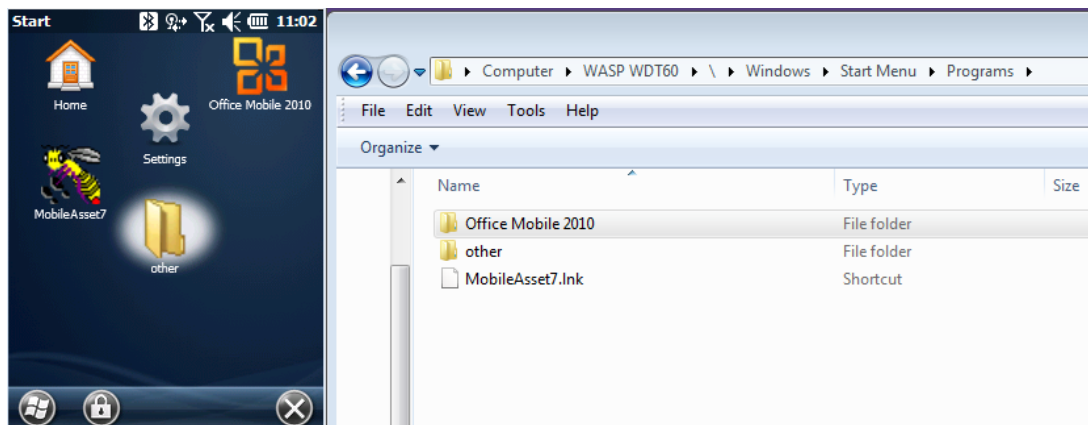 Start 11:02
Home
Office Mobile 2010
Settings
MobileAsset7
other
Computer WASP WDT60 \ Windows Start Menu Programs
File Edit View Tools Help
Organize
Name Type Size
Office Mobile 2010 File folder
other File folder
MobileAsset7.lnk Shortcut